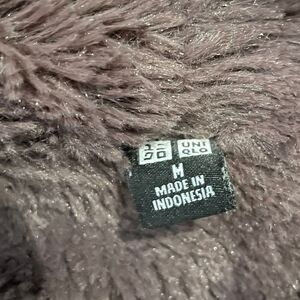 ユニ UNI
クロ QLO
M
MADE IN
INDONESIA